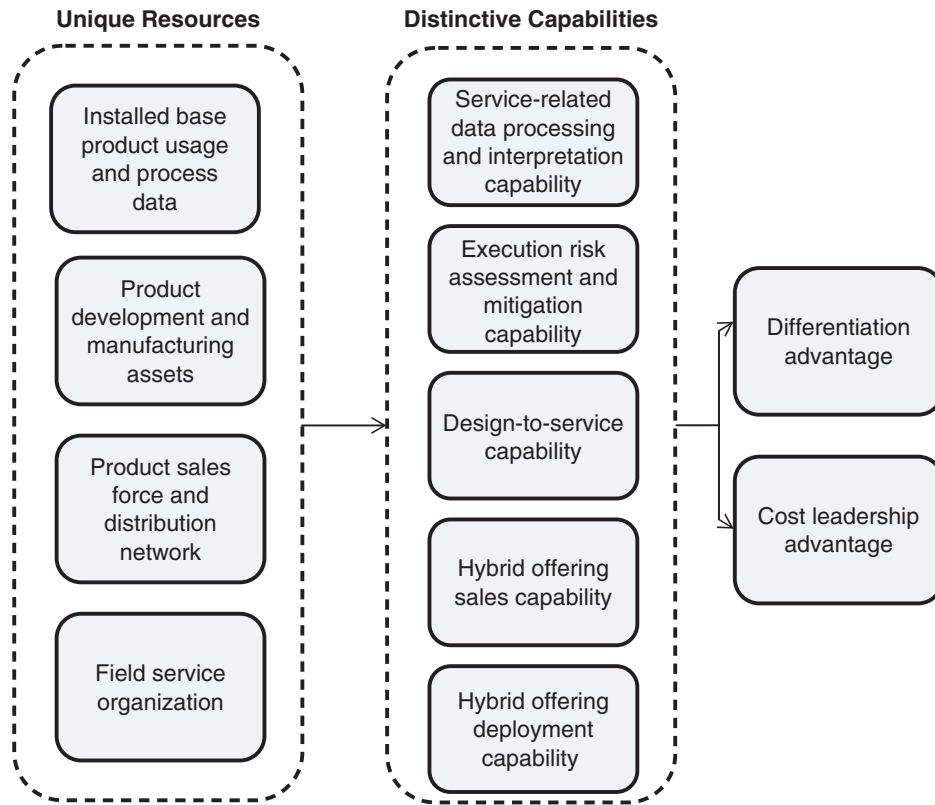 Unique Resources
Installed base
product usage
and process
data
Product
development and
manufacturing
assets
Product sales
force and
distribution
network
Field service
organization
Distinctive Capabilities
Service-related
data processing
and interpretation
capability
Execution risk
assessment and
mitigation
capability
Design-to-service
capability
Hybrid offering
sales capability
Hybrid offering
deployment
capability
Differentiation
advantage
Cost leadership
advantage